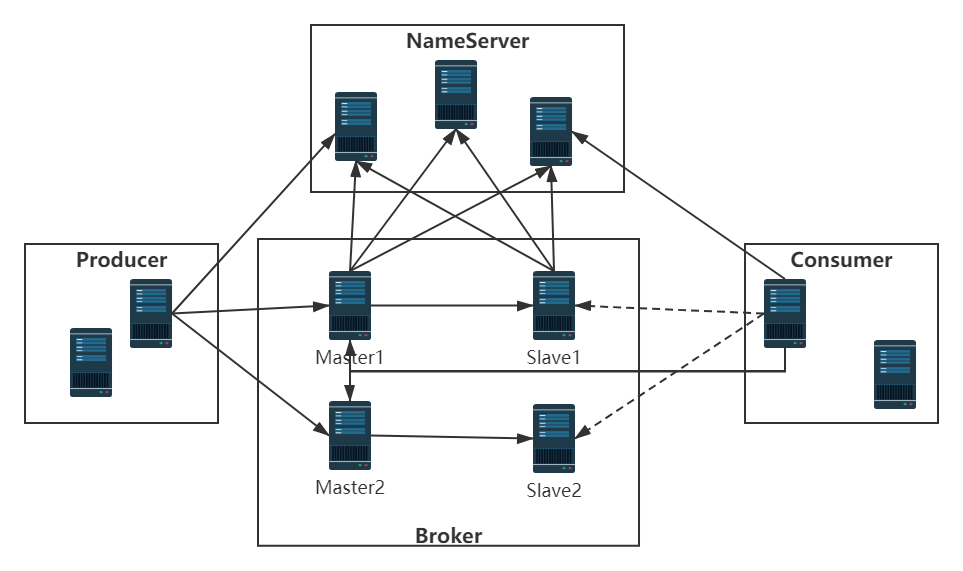 NameServer
Producer
Consumer
Master1
Slave1
Master2
Slave2
Broker